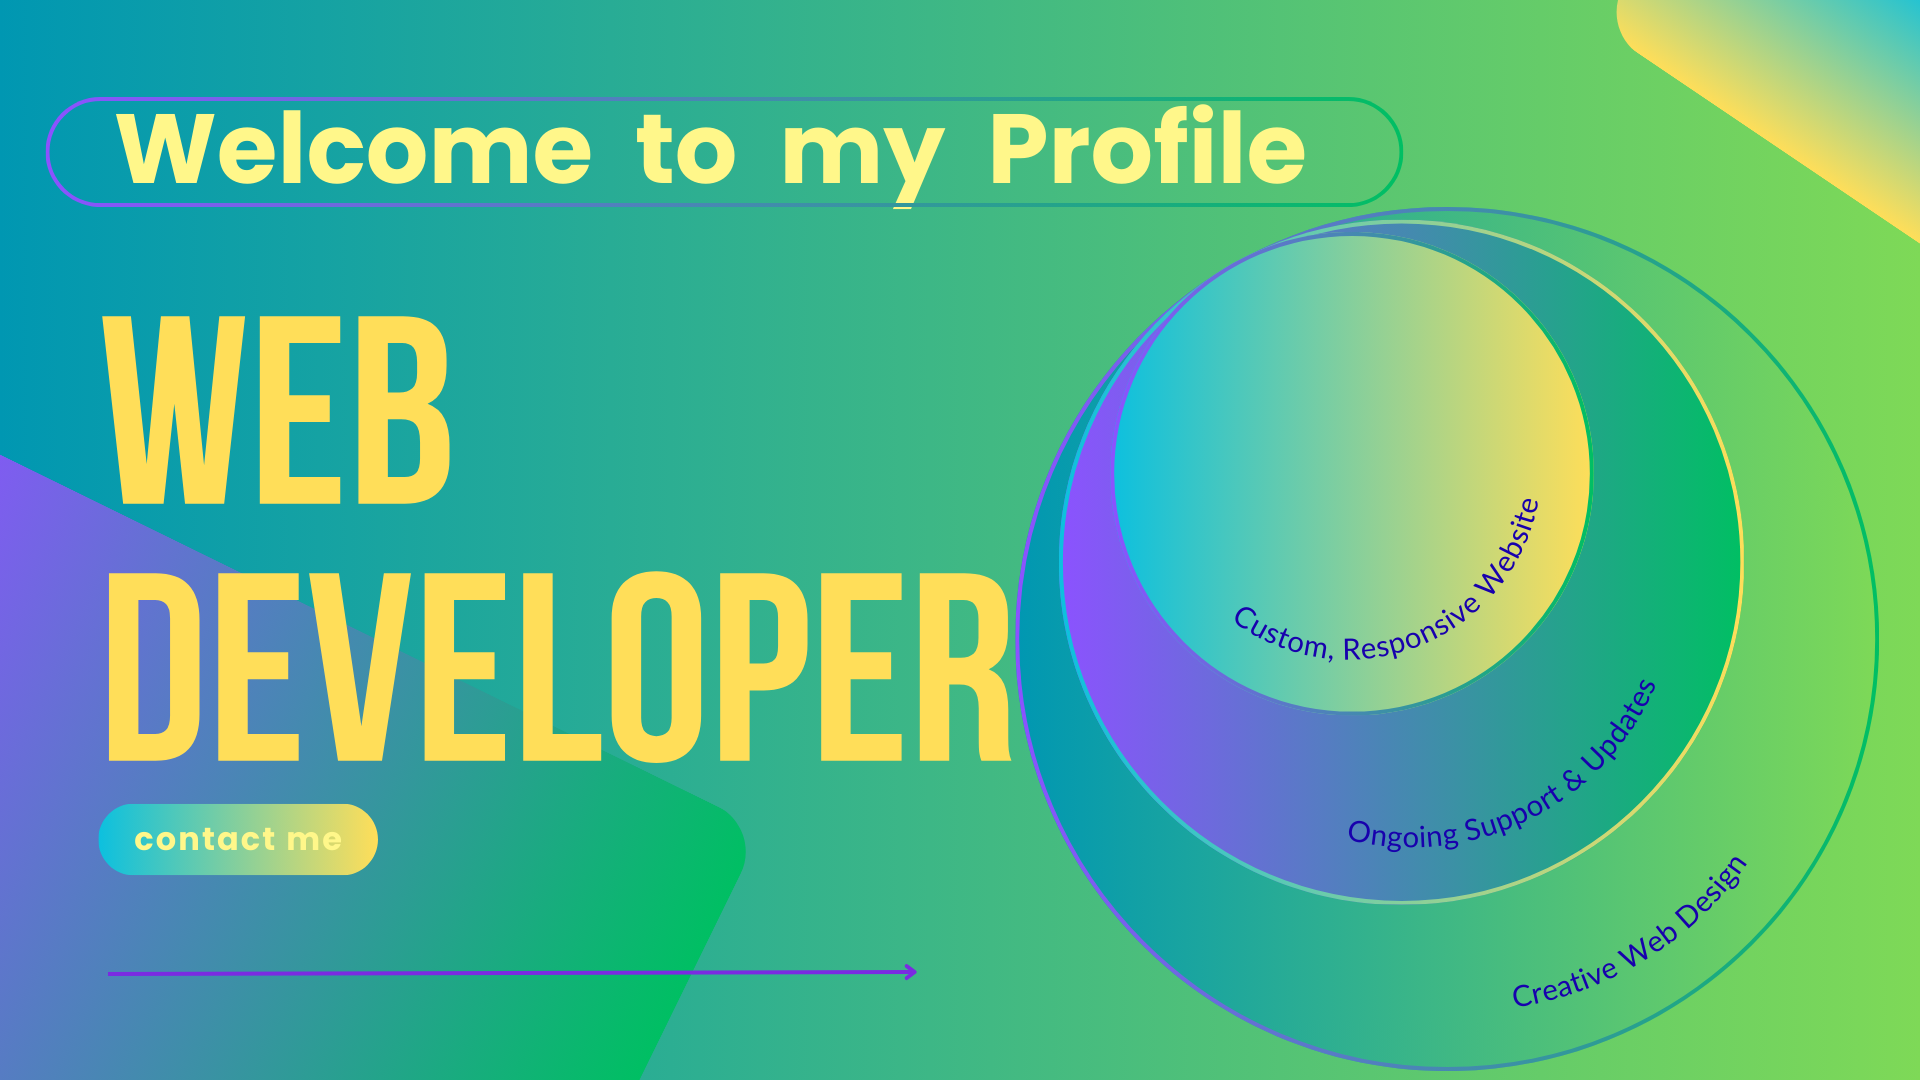 Welcome to my Profile
WEB
DEVELOPER
contact me
Custom, Responsive Website
Ongoing Support & Updates
Creative Web Design